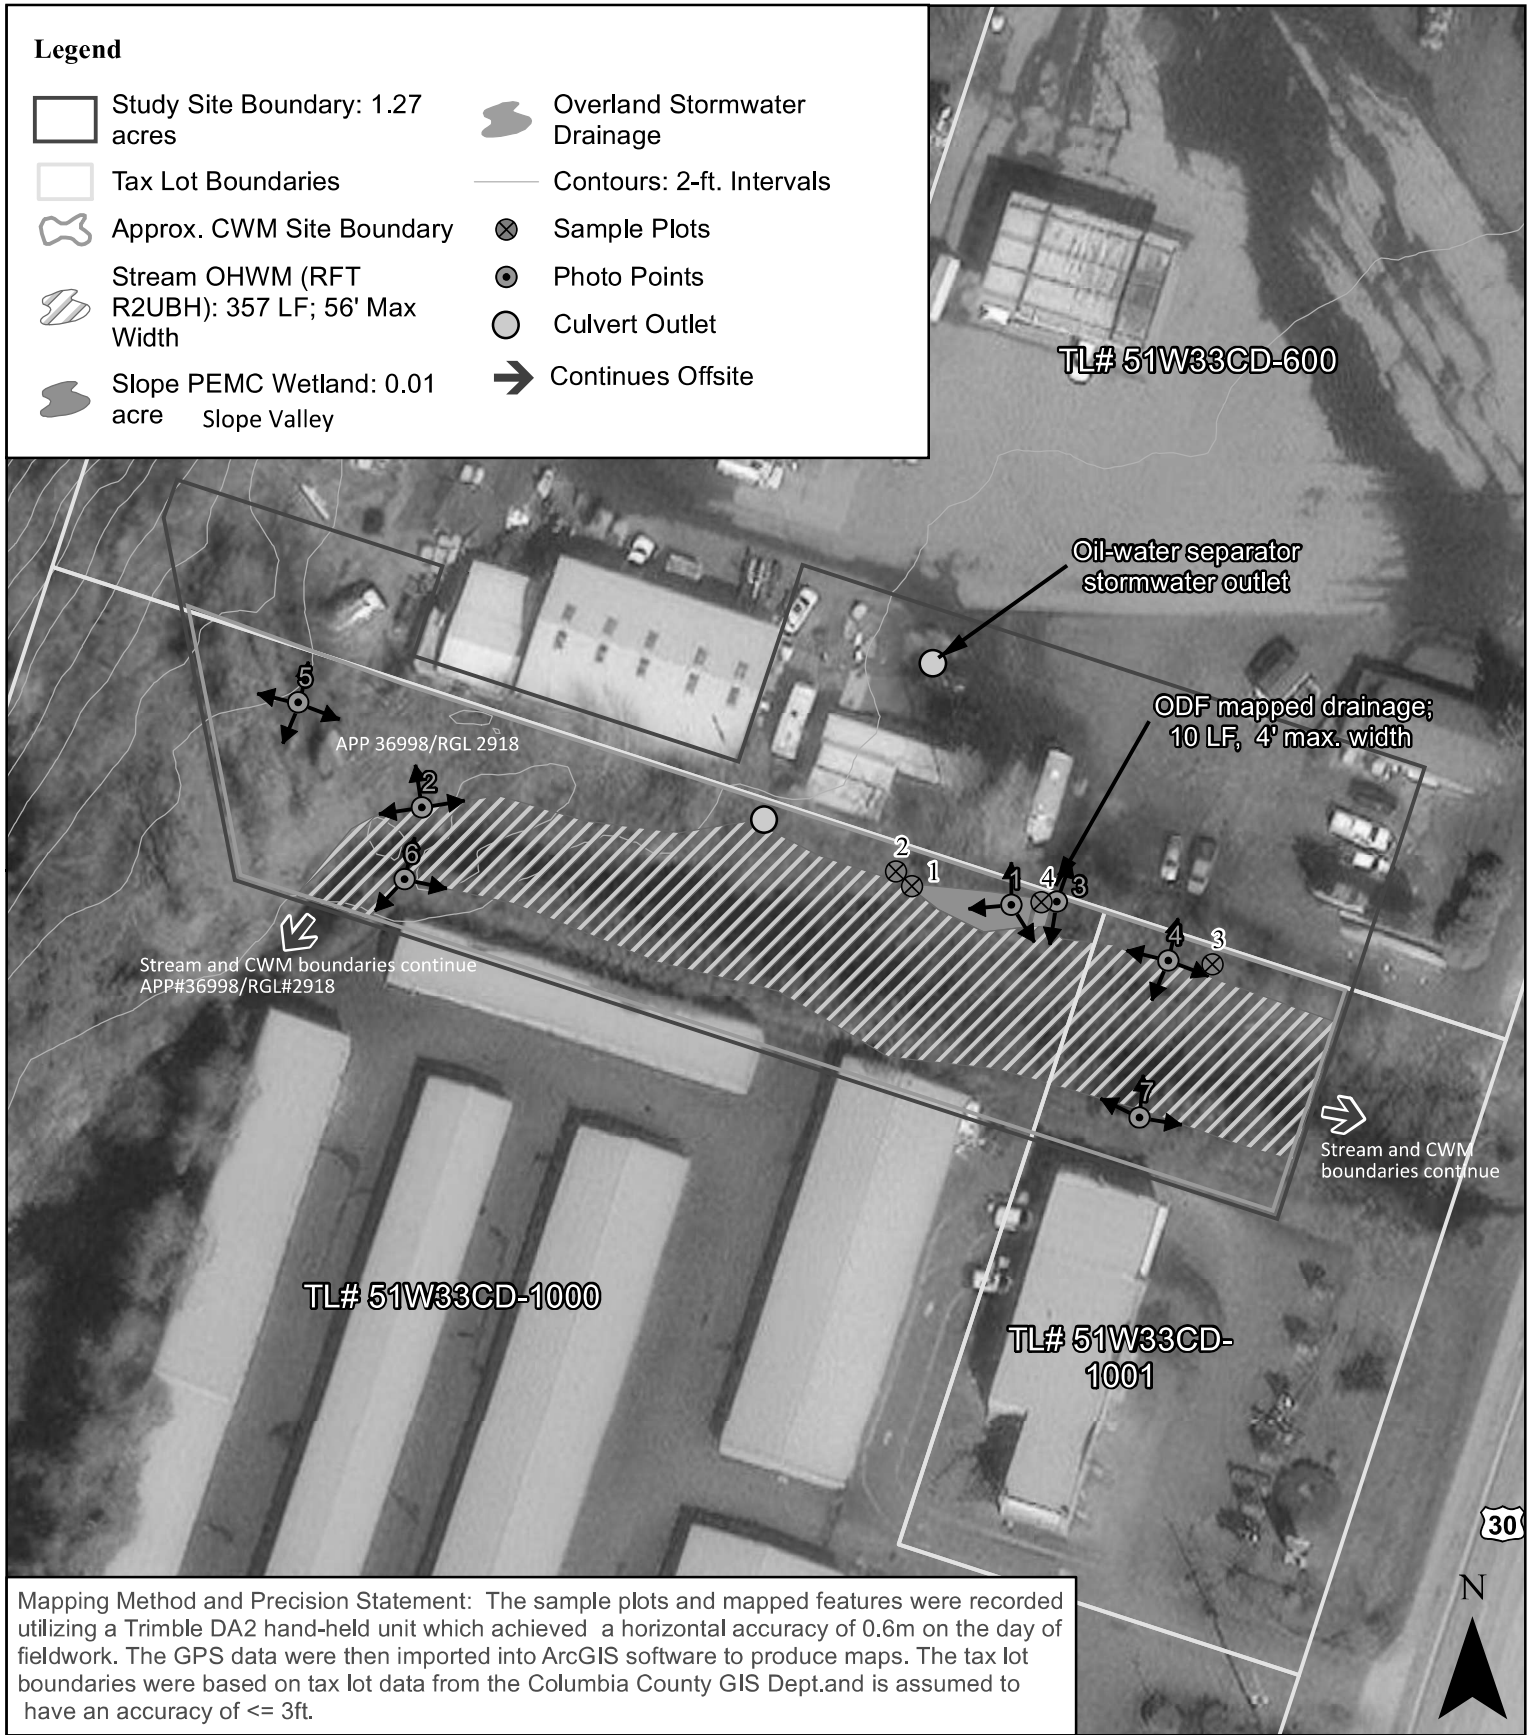 Legend
Study Site Boundary: 1.27
acres
Tax Lot Boundaries
Approx. CWM Site Boundary
Stream OHWM (RFT
R2UBH): 357 LF; 56' Max
Width
Slope PEMC Wetland: 0.01
acre
Slope Valley
Overland Stormwater
Drainage
Contours: 2-ft. Intervals
Sample Plots
Photo Points
Culvert Outlet
Continues Offsite
TL# 51W33CD-600
Oil-water separator
stormwater outlet
ODF mapped drainage;
10 LF,  4' max. width
5
APP 36998/RGL 2918
2
6
2
1
1
4
3
4
3
7
Stream and CWM boundaries continue
APP#36998/RGL#2918
Stream and CWM
boundaries continue
TL# 51W33CD-1000
TL# 51W33CD-
1001
30
N
Mapping Method and Precision Statement:  The sample plots and mapped features were recorded
utilizing a Trimble DA2 hand-held unit which achieved  a horizontal accuracy of 0.6m on the day of
fieldwork. The GPS data were then imported into ArcGIS software to produce maps. The tax lot
boundaries were based on tax lot data from the Columbia County GIS Dept.and is assumed to
have an accuracy of <= 3ft.